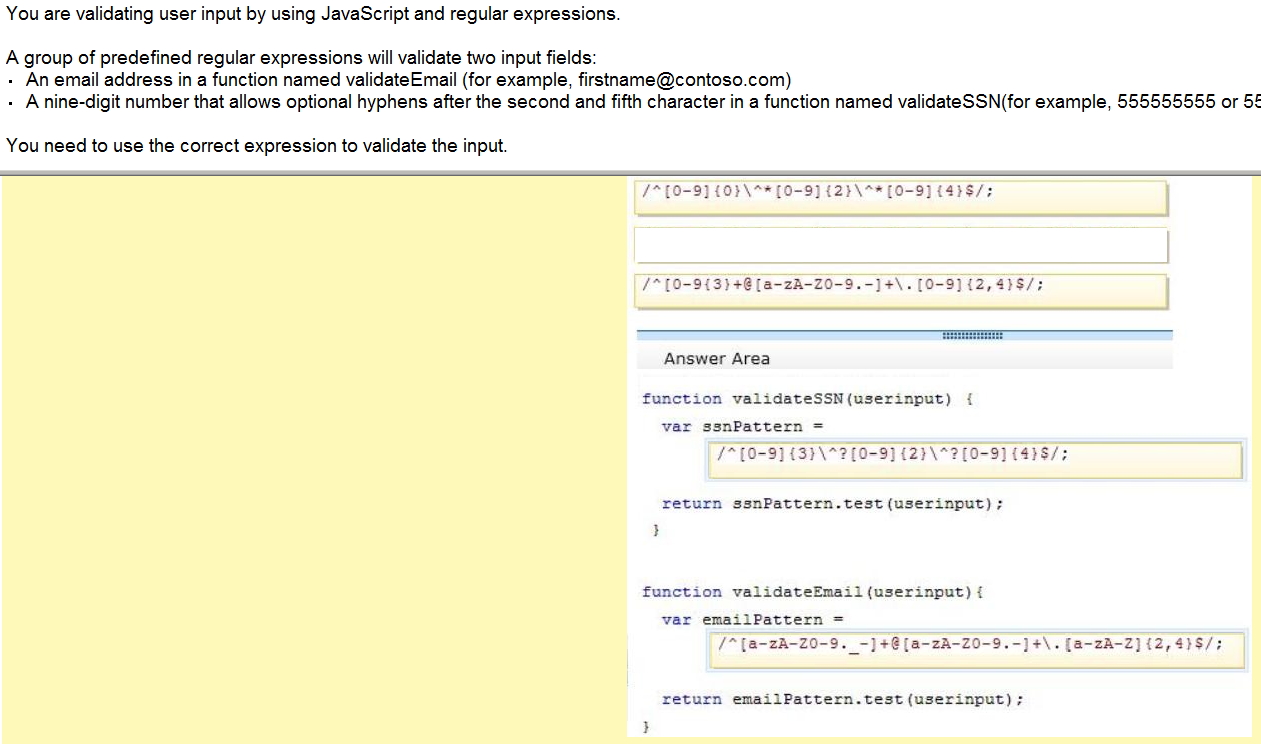 You are validating user input by using JavaScript and regular expressions.
A group of predefined regular expressions will validate two input fields:
· An email address in a function named validateEmail (for example, firstname@contoso.com)
· A nine-digit number that allows optional hyphens after the second and fifth character in a function named validateSSN(for example, 555555555 or 55
You need to use the correct expression to validate the input.
/^[0-9]{0}\^*[0-9]{2}\^*[0-9]{4}$/;
/^[0-9{3}+@[a-zA-Z0-9.-]+\.[0-9]{2,4}$/;
Answer Area
function validateSSN(userinput) {
var ssnPattern =
/^[0-9]{3}\^?[0-9]{2}\^?[0-9]{4}$/;
return ssnPattern.test(userinput);
}
function validateEmail(userinput){
var emailPattern =
/^[a-zA-Z0-9._-]+@[a-zA-Z0-9.-]+\.[a-zA-Z]{2,4}$/;
return emailPattern.test(userinput);
}